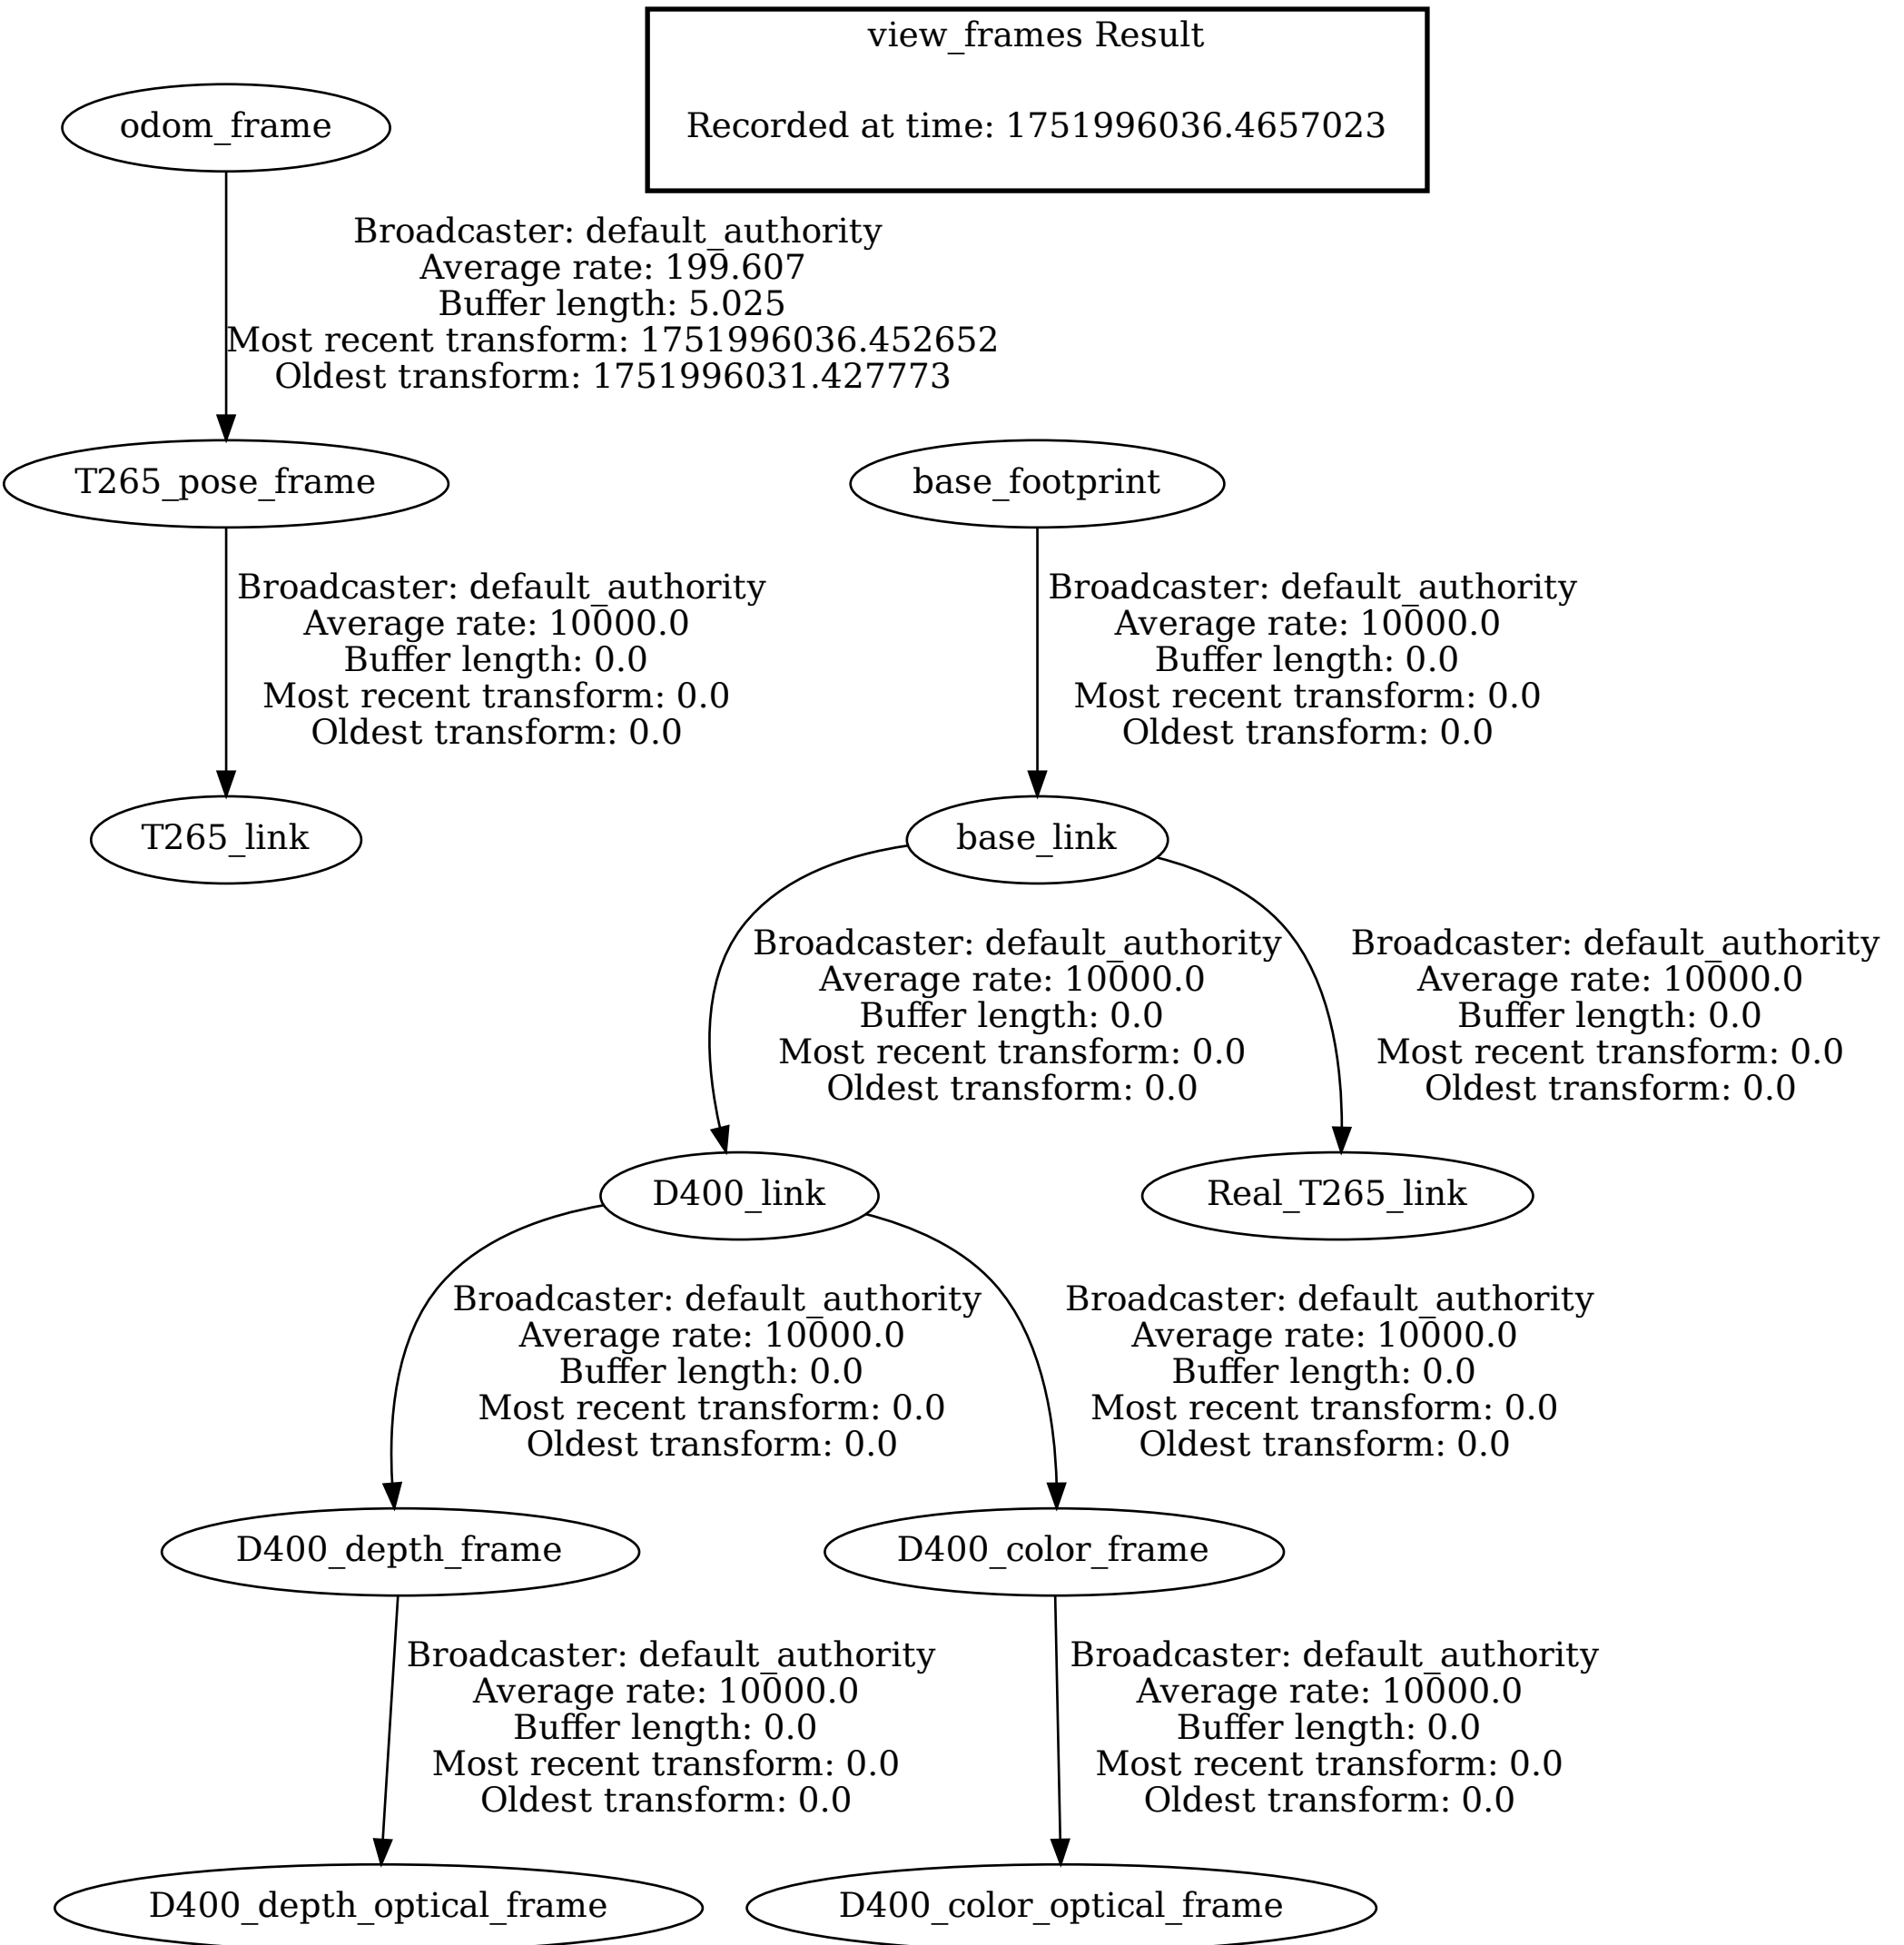 view_frames Result
Recorded at time: 1751996036.4657023
odom_frame
Broadcaster: default_authority
Average rate: 199.607
Buffer length: 5.025
Most recent transform: 1751996036.452652
Oldest transform: 1751996031.427773
T265_pose_frame
base_footprint
Broadcaster: default_authority
Average rate: 10000.0
Buffer length: 0.0
Most recent transform: 0.0
Oldest transform: 0.0
Broadcaster: default_authority
Average rate: 10000.0
Buffer length: 0.0
Most recent transform: 0.0
Oldest transform: 0.0
T265_link
base_link
Broadcaster: default_authority
Average rate: 10000.0
Buffer length: 0.0
Most recent transform: 0.0
Oldest transform: 0.0
Broadcaster: default_authority
Average rate: 10000.0
Buffer length: 0.0
Most recent transform: 0.0
Oldest transform: 0.0
D400_link
Real_T265_link
Broadcaster: default_authority
Average rate: 10000.0
Buffer length: 0.0
Most recent transform: 0.0
Oldest transform: 0.0
Broadcaster: default_authority
Average rate: 10000.0
Buffer length: 0.0
Most recent transform: 0.0
Oldest transform: 0.0
D400_depth_frame
D400_color_frame
Broadcaster: default_authority
Average rate: 10000.0
Buffer length: 0.0
Most recent transform: 0.0
Oldest transform: 0.0
Broadcaster: default_authority
Average rate: 10000.0
Buffer length: 0.0
Most recent transform: 0.0
Oldest transform: 0.0
D400_depth_optical_frame
D400_color_optical_frame